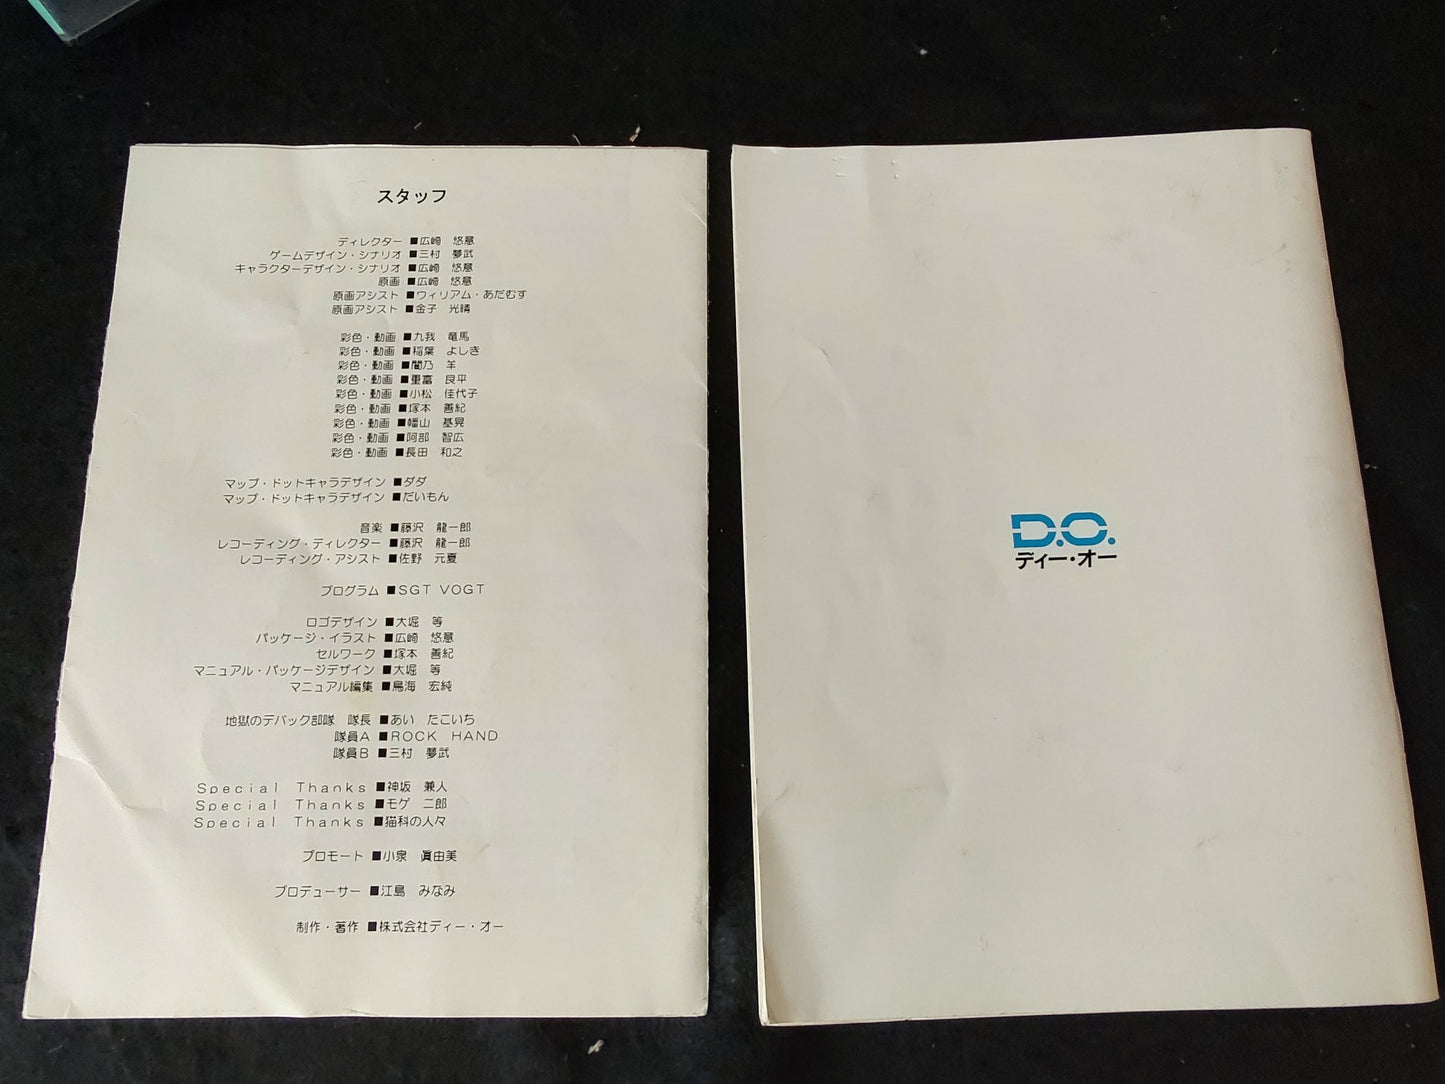 スタッフ
ディレクター ■広崎 悠意
ゲームデザイン・シナリオ ■三村 夢武
キャラクターデザイン・シナリオ ■広崎 悠意
原画 ■広崎 悠意
原画アシスト ■ウィリアム・あだむす
原画アシスト ■金子 光晴
彩色・動画 ■九我 竜馬
彩色・動画 ■稲葉 よしき
彩色・動画 ■間乃 羊
彩色・動画 ■重富 良平
彩色・動画 ■小松 佳代子
彩色・動画 ■塚本 善紀
彩色・動画 ■幡山 基晃
彩色・動画 ■阿部 智広
彩色・動画 ■長田 和之
マップ・ドットキャラデザイン ■ダダ
マップ・ドットキャラデザイン ■だいもん
音楽 ■藤沢 龍一郎
レコーディング・ディレクター ■藤沢 龍一郎
レコーディング・アシスト ■佐野 元夏
プログラム ■SGT VOGT
ロゴデザイン ■大堀 等
パッケージ・イラスト ■広崎 悠意
セルワーク ■塚本 善紀
マニュアル・パッケージデザイン ■大堀 等
マニュアル編集 ■鳥海 宏純
地獄のデバック部隊 隊長 ■あい たこいち
隊員A ■ROCK HAND
隊員B ■三村 夢武
Special Thanks ■神坂 兼人
Special Thanks ■モゲ 二郎
Special Thanks ■猫科の人々
プロモート ■小泉 眞由美
プロデューサー ■江島 みなみ
制作・著作 ■株式会社ディー・オー
D.O.
ディー・オー